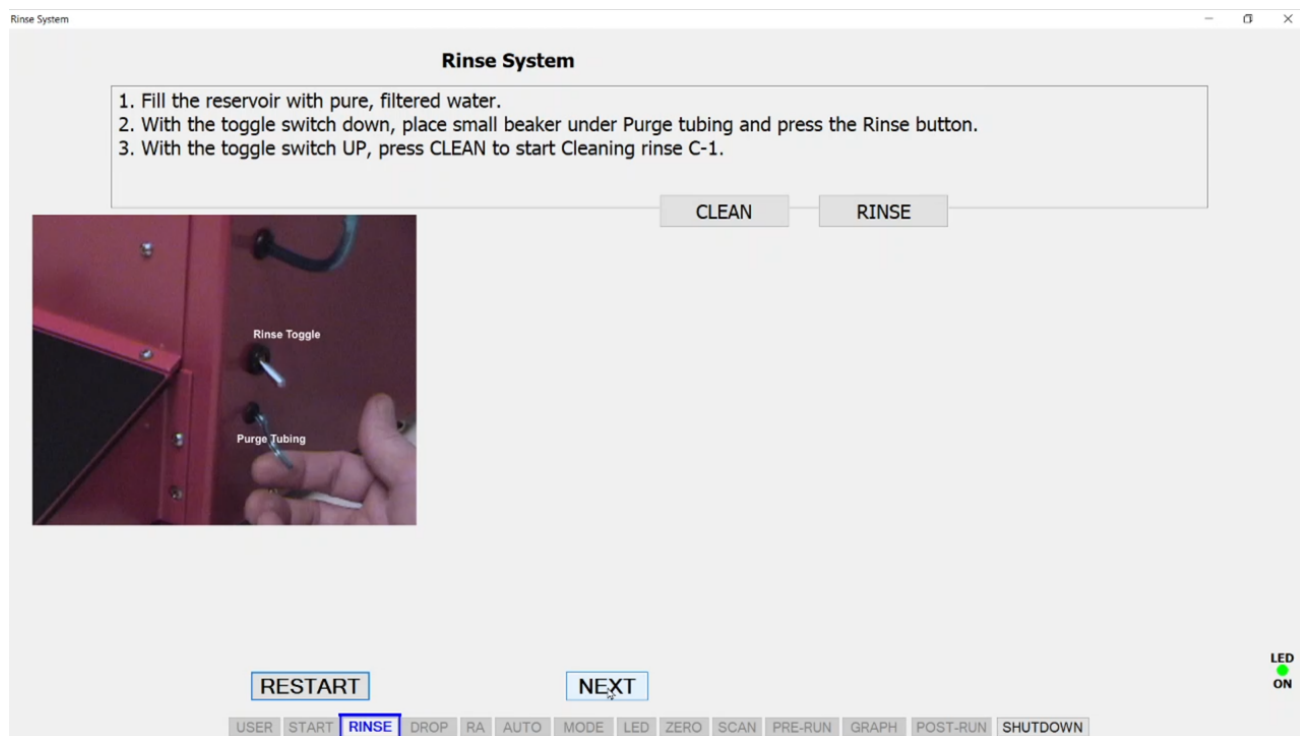 Rinse System
Rinse System
1. Fill the reservoir with pure, filtered water.
2. With the toggle switch down, place small beaker under Purge tubing and press the Rinse button.
3. With the toggle switch UP, press CLEAN to start Cleaning rinse C-1.
CLEAN RINSE
Rinse Toggle
Purge Tubing
LED
ON
RESTART NEXT
USER START RINSE DROP RA AUTO MODE LED ZERO SCAN PRE-RUN GRAPH POST-RUN SHUTDOWN